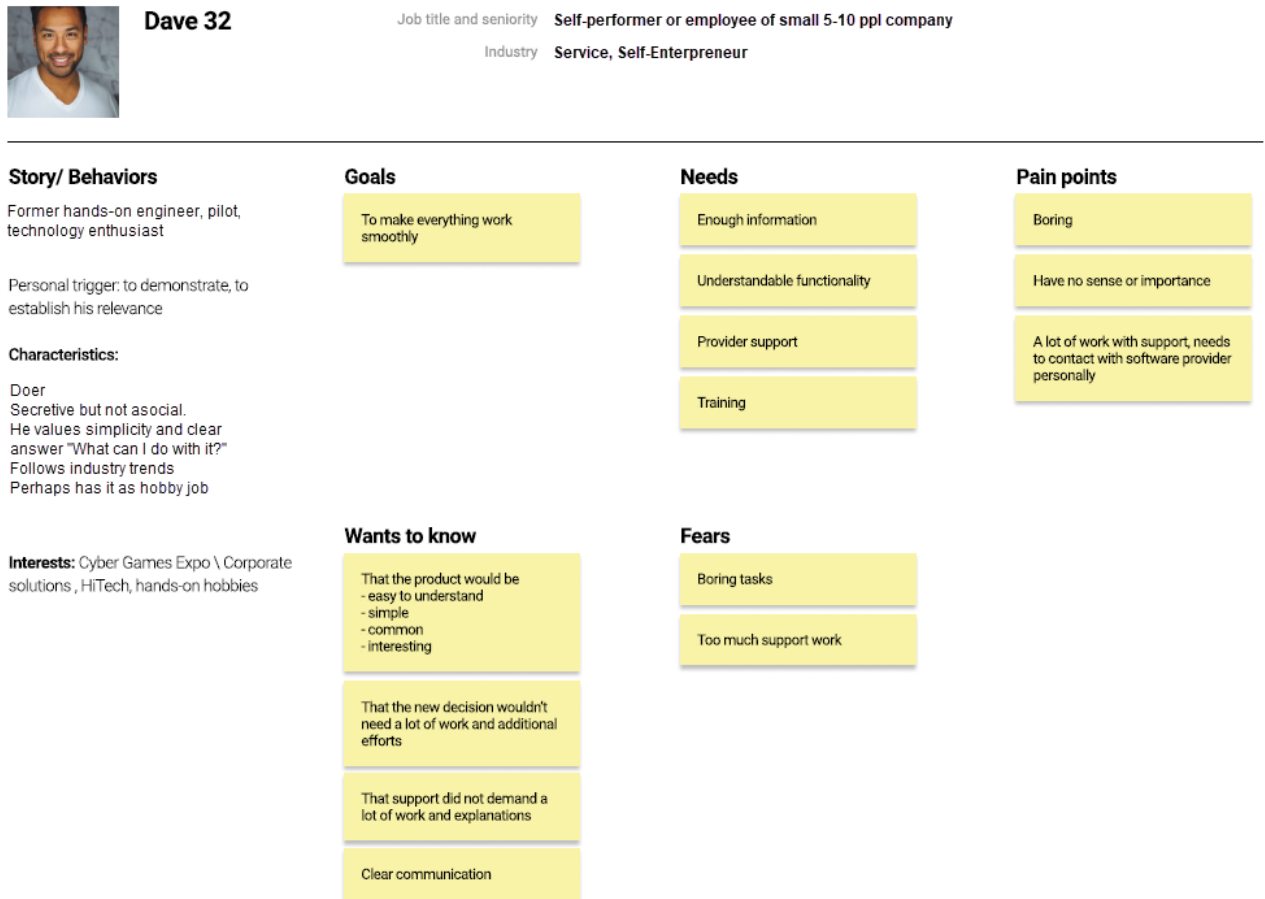 Dave 32
Job title and seniority Self-performer or employee of small 5-10 ppl company
Industry Service, Self-Enterpreneur
Story/ Behaviors
Former hands-on engineer, pilot,
technology enthusiast
Personal trigger: to demonstrate, to
establish his relevance
Characteristics:
Doer
Secretive but not asocial.
He values simplicity and clear
answer "What can I do with it?"
Follows industry trends
Perhaps has it as hobby job
Interests: Cyber Games Expo \ Corporate
solutions , HiTech, hands-on hobbies
Goals
To make everything work
smoothly
Needs
Enough information
Understandable functionality
Provider support
Training
Pain points
Boring
Have no sense or importance
A lot of work with support, needs
to contact with software provider
personally
Wants to know
That the product would be
- easy to understand
- simple
- common
- interesting
That the new decision wouldn't
need a lot of work and additional
efforts
That support did not demand a
lot of work and explanations
Clear communication
Fears
Boring tasks
Too much support work